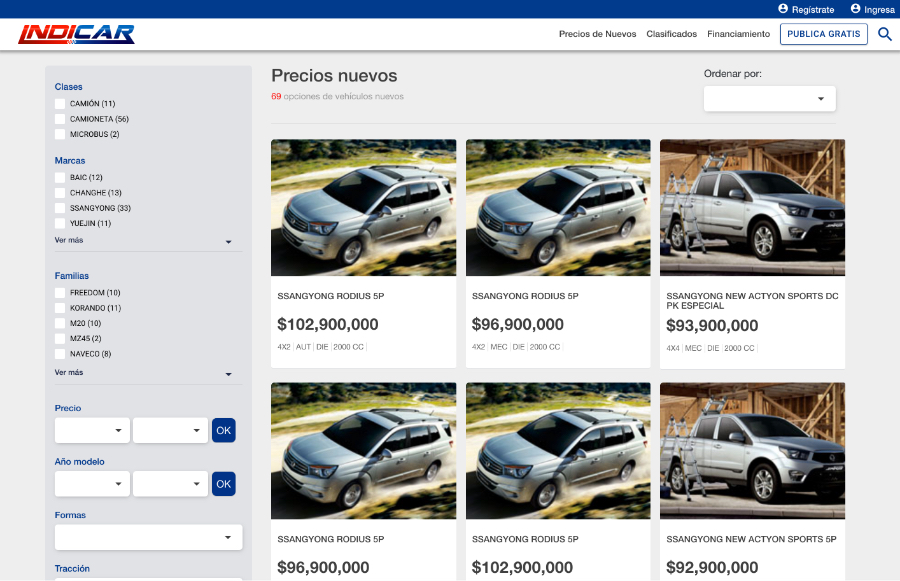 Regístrate
Ingresa
INDICAR
Precios de Nuevos
Clasificados
Financiamiento
PUBLICA GRATIS
Clases
CAMIÓN (11)
CAMIONETA (56)
MICROBUS (2)
Marcas
BAIC (12)
CHANGHE (13)
SSANGYONG (33)
YUEJIN (11)
Ver más
Familias
FREEDOM (10)
KORANDO (11)
M20 (10)
MZ45 (2)
NAVECO (8)
Ver más
Precio
OK
Año modelo
OK
Formas
Tracción
Precios nuevos
69 opciones de vehículos nuevos
Ordenar por:
SSANGYONG RODIUS 5P
$102,900,000
4X2 | AUT | DIE | 2000 CC |
SSANGYONG RODIUS 5P
$96,900,000
4X2 | MEC | DIE | 2000 CC |
SSANGYONG NEW ACTYON SPORTS DC
PK ESPECIAL
$93,900,000
4X4 | MEC | DIE | 2000 CC |
SSANGYONG RODIUS 5P
$96,900,000
SSANGYONG RODIUS 5P
$102,900,000
SSANGYONG NEW ACTYON SPORTS 5P
$92,900,000